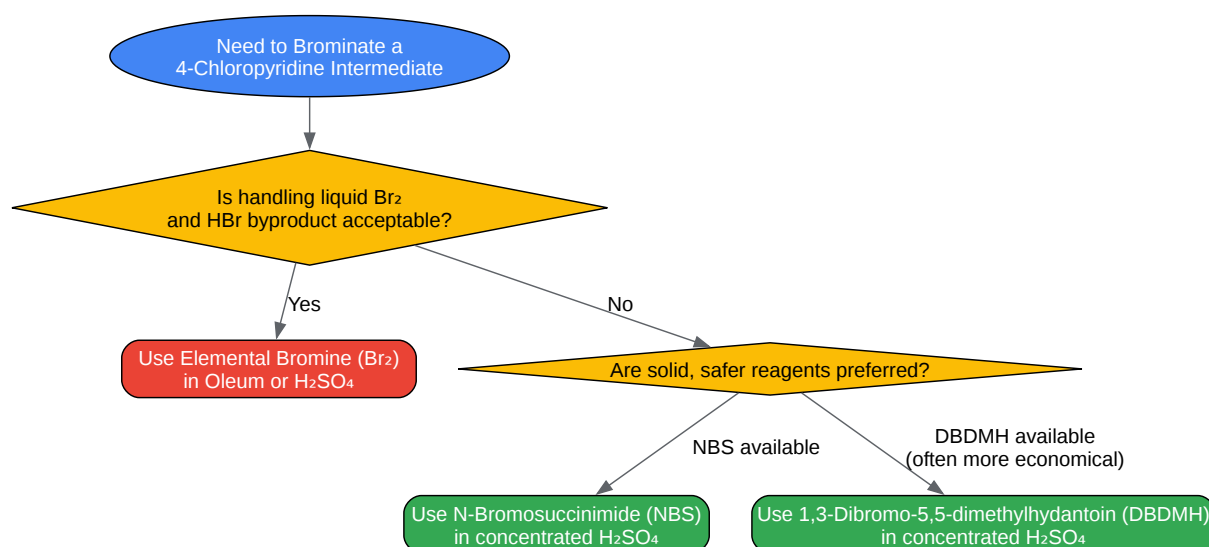 Need to Brominate a
4-Chloropyridine Intermediate
Is handling liquid Br₂
and HBr byproduct acceptable?
Yes
No
Use Elemental Bromine (Br₂)
in Oleum or H₂SO₄
Are solid, safer reagents preferred?
NBS available
DBDMH available
(often more economical)
Use N-Bromosuccinimide (NBS)
in concentrated H₂SO₄
Use 1,3-Dibromo-5,5-dimethylhydantoin (DBDMH)
in concentrated H₂SO₄